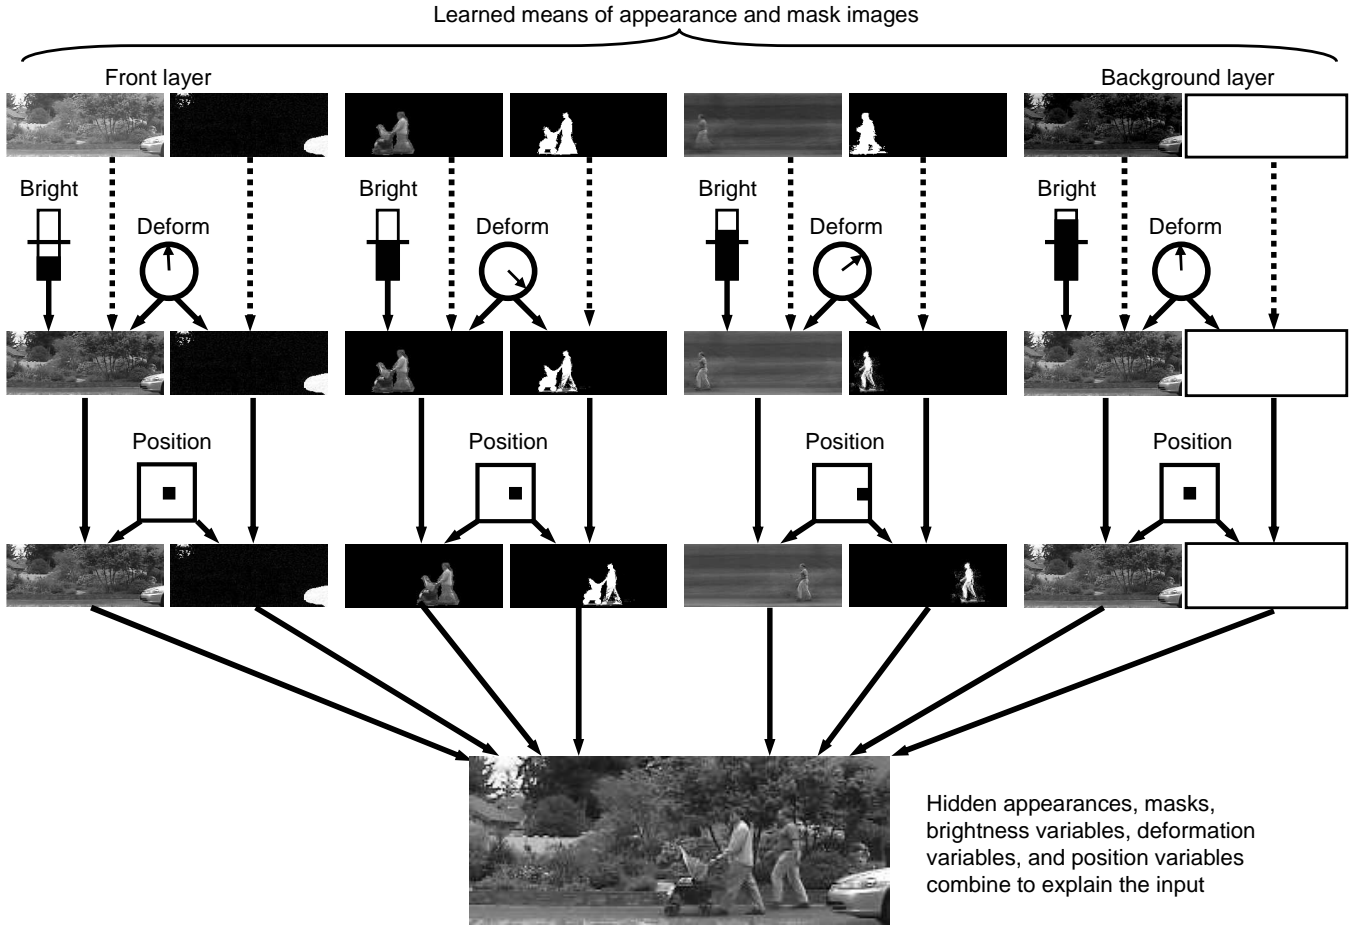 Learned means of appearance and mask images
Front layer
Background layer
Bright
Bright
Bright
Bright
Deform
Deform
Deform
Deform
Position
Position
Position
Position
Hidden appearances, masks,
brightness variables, deformation
variables, and position variables
combine to explain the input